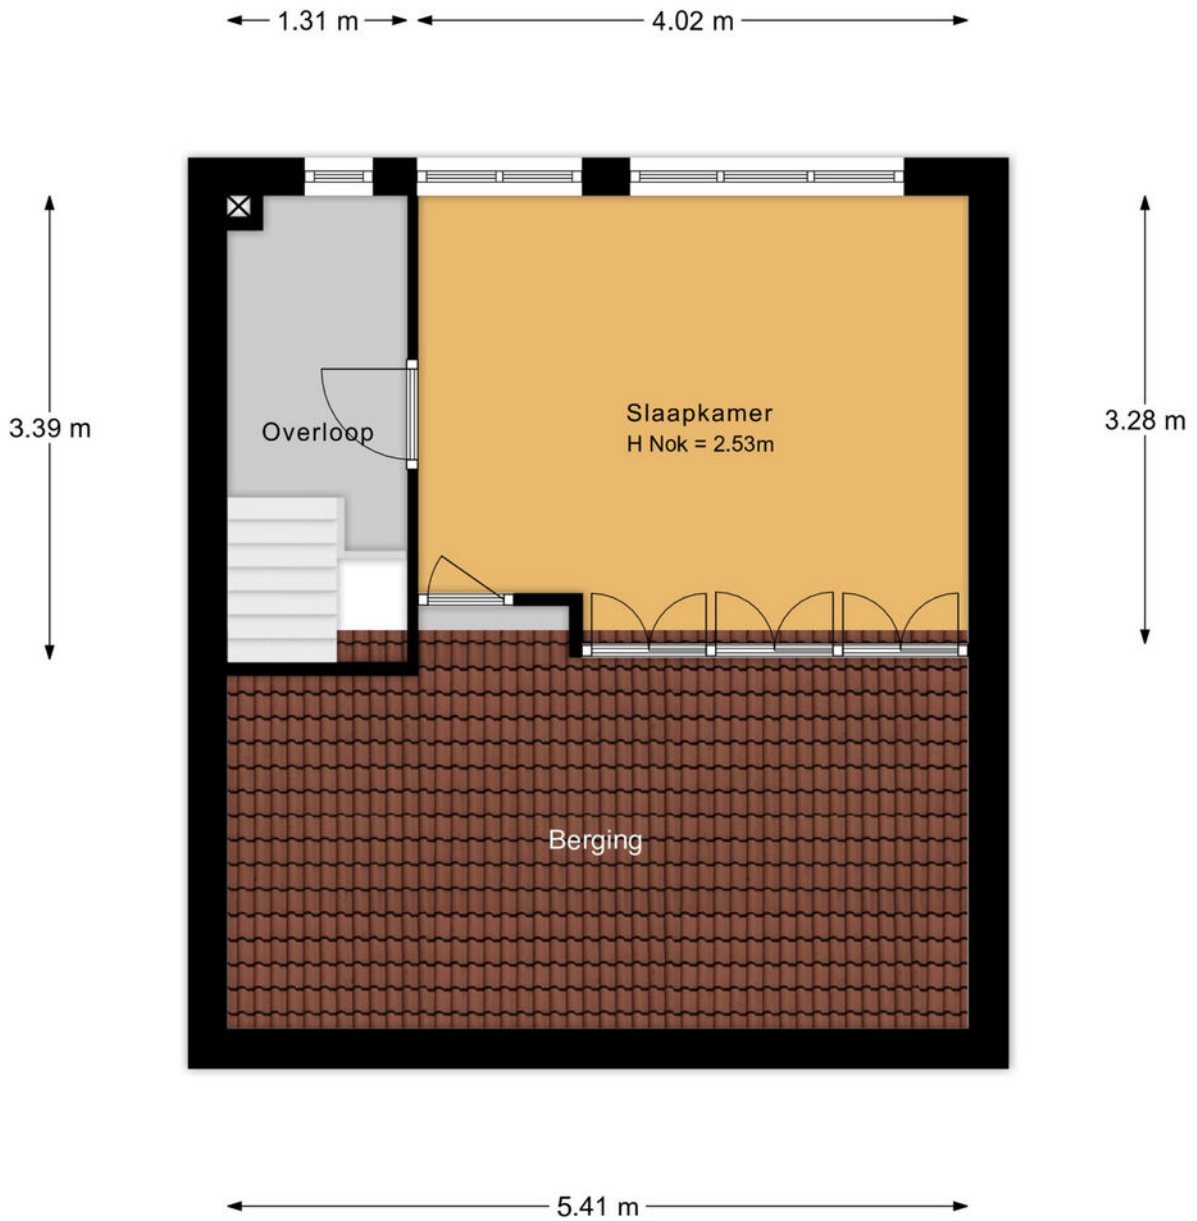 1.31 m
4.02 m
3.39 m
Overloop
Slaapkamer
H Nok = 2.53m
3.28 m
Berging
5.41 m